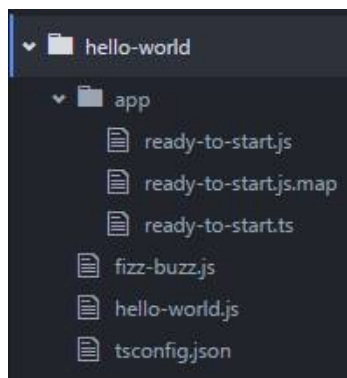 hello-world
app
ready-to-start.js
ready-to-start.js.map
ready-to-start.ts
fizz-buzz.js
hello-world.js
tsconfig.json